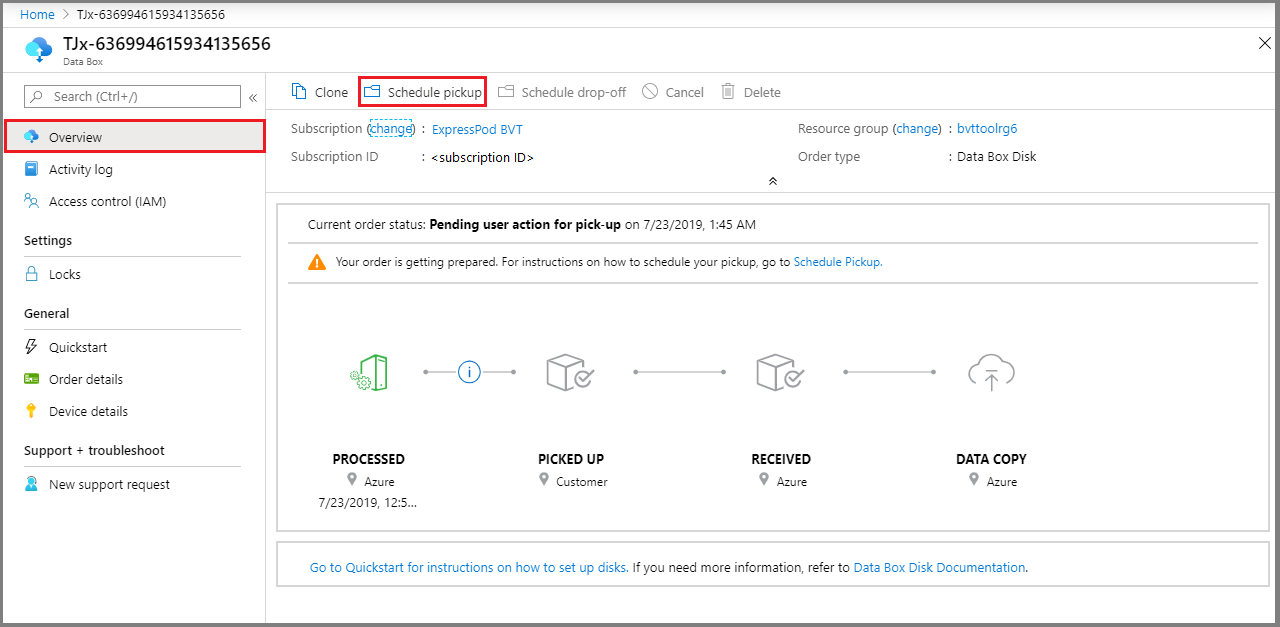 Home > TJx-636994615934135656
TJx-636994615934135656
Data Box
Search (Ctrl+/)
«
Clone
Schedule pickup
Schedule drop-off
Cancel
Delete
Overview
Activity log
Access control (IAM)
Settings
Locks
General
Quickstart
Order details
Device details
Support + troubleshoot
New support request
Subscription (change) : ExpressPod BVT
Subscription ID : <subscription ID>
Resource group (change) : bvttoolrg6
Order type : Data Box Disk
Current order status: Pending user action for pick-up on 7/23/2019, 1:45 AM
Your order is getting prepared. For instructions on how to schedule your pickup, go to Schedule Pickup.
PROCESSED
Azure
7/23/2019, 12:5...
PICKED UP
Customer
RECEIVED
Azure
DATA COPY
Azure
Go to Quickstart for instructions on how to set up disks. If you need more information, refer to Data Box Disk Documentation.